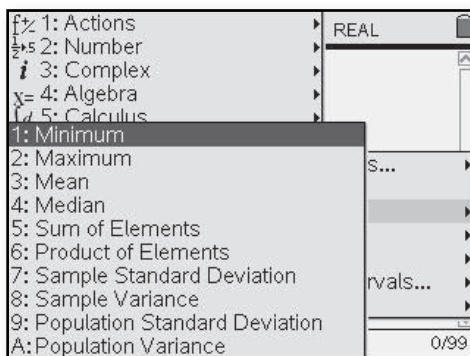 1: Actions
REAL
2: Number
3: Complex
4: Algebra
5: Calculus
1: Minimum
2: Maximum
s...
3: Mean
4: Median
5: Sum of Elements
6: Product of Elements
7: Sample Standard Deviation
rvals...
8: Sample Variance
9: Population Standard Deviation
A: Population Variance
0/99